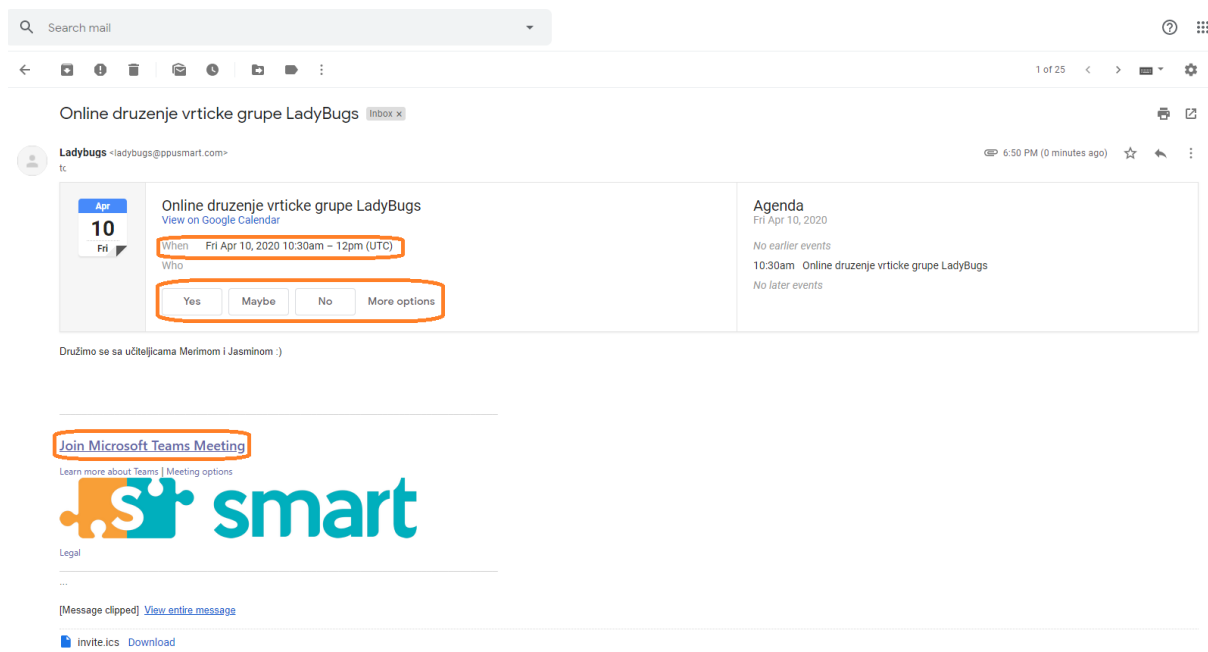 Search mail
1 of 25
Online druzenje vrticke grupe LadyBugs Inbox x
Ladybugs <ladybugs@ppusmart.com>
6:50 PM (0 minutes ago)
to
Apr
10
Fri
Online druzenje vrticke grupe LadyBugs
View on Google Calendar
When Fri Apr 10, 2020 10:30am – 12pm (UTC)
Who
Yes Maybe No More options
Agenda
Fri Apr 10, 2020
No earlier events
10:30am Online druzenje vrticke grupe LadyBugs
No later events
Družimo se sa učiteljicama Merimom i Jasminom :)
Join Microsoft Teams Meeting
Learn more about Teams | Meeting options
S smart
Legal
...
[Message clipped] View entire message
invite.ics Download